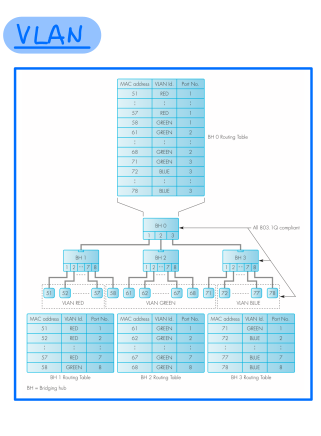 VLAN
MAC address VLAN Id. Port No.
51 RED 1
: : :
57 RED 1
58 GREEN 1
61 GREEN 2
: : :
68 GREEN 2
71 GREEN 3
72 BLUE 3
: : :
78 BLUE 3
BH 0 Routing Table
BH 0
1 2 3
All 803. 1Q compliant
BH 1 BH 2 BH 3
1 2 ··· 7 8 1 2 ··· 7 8 1 2 ··· 7 8
51 52 ··· 57 58 61 62 ··· 67 68 71 72 ··· 77 78
VLAN RED VLAN GREEN VLAN BLUE
MAC address VLAN Id. Port No. MAC address VLAN Id. Port No. MAC address VLAN Id. Port No.
51 RED 1 61 GREEN 1 71 GREEN 1
52 RED 2 62 GREEN 2 72 BLUE 2
: : : : : : : : :
57 RED 7 67 GREEN 7 77 BLUE 7
58 GREEN 8 68 GREEN 8 78 BLUE 8
BH 1 Routing Table BH 2 Routing Table BH 3 Routing Table
BH = Bridging hub